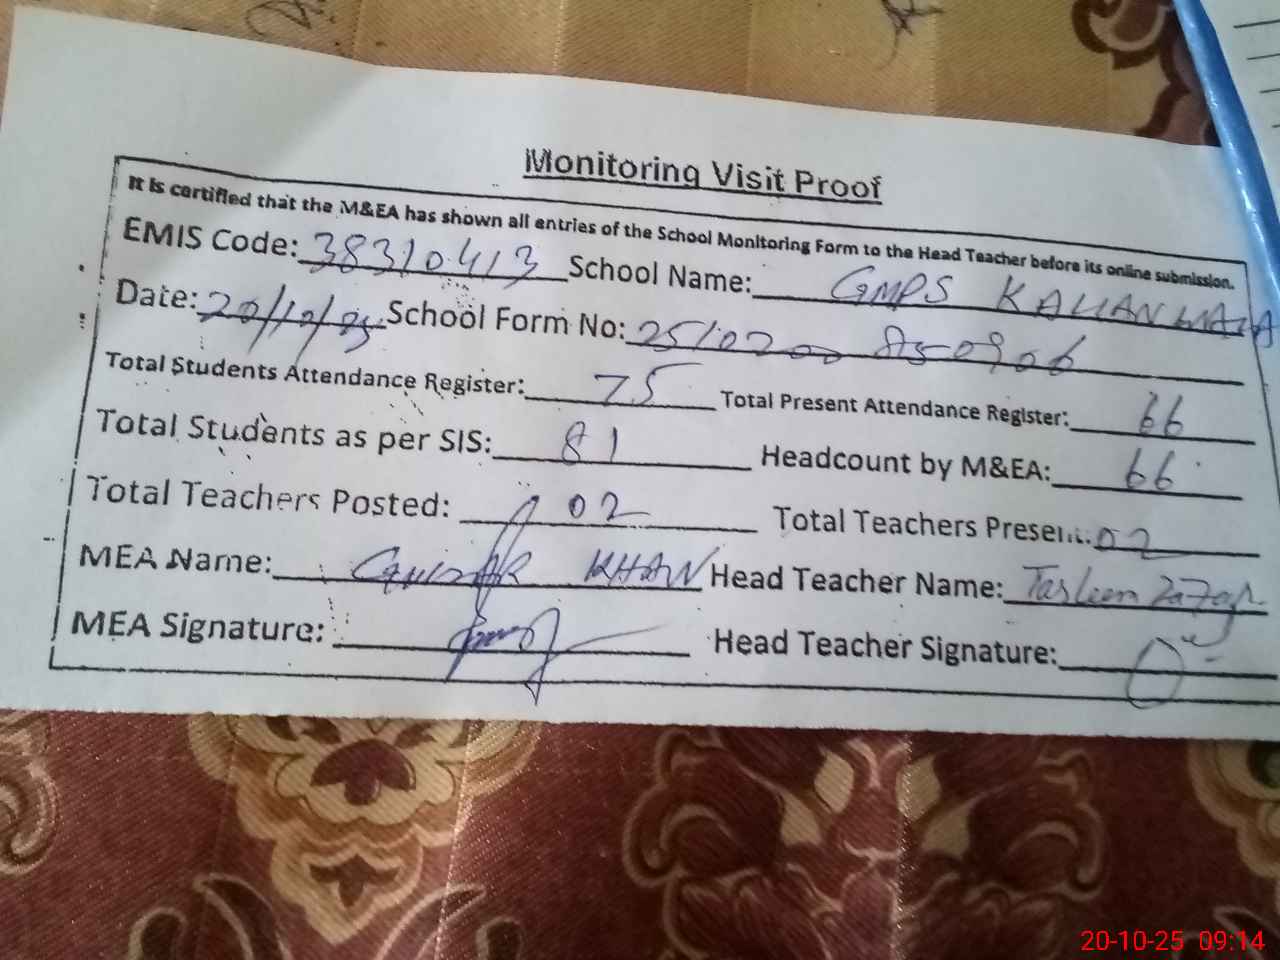 Monitoring Visit Proof
It is certified that the M&EA has shown all entries of the School Monitoring Form to the Head Teacher before its online submission.
EMIS Code: 38310413 School Name: GMPS KALIAN WALA
Date: 20/10/25 School Form No:
Total Students Attendance Register: 75 Total Present Attendance Register: 66
Total Students as per SIS: 81 Headcount by M&EA: 66
Total Teachers Posted: 02 Total Teachers Present: 02
MEA Name: KHAN Head Teacher Name: Tasleem Zafar
MEA Signature: Head Teacher Signature:
20-10-25 09:14